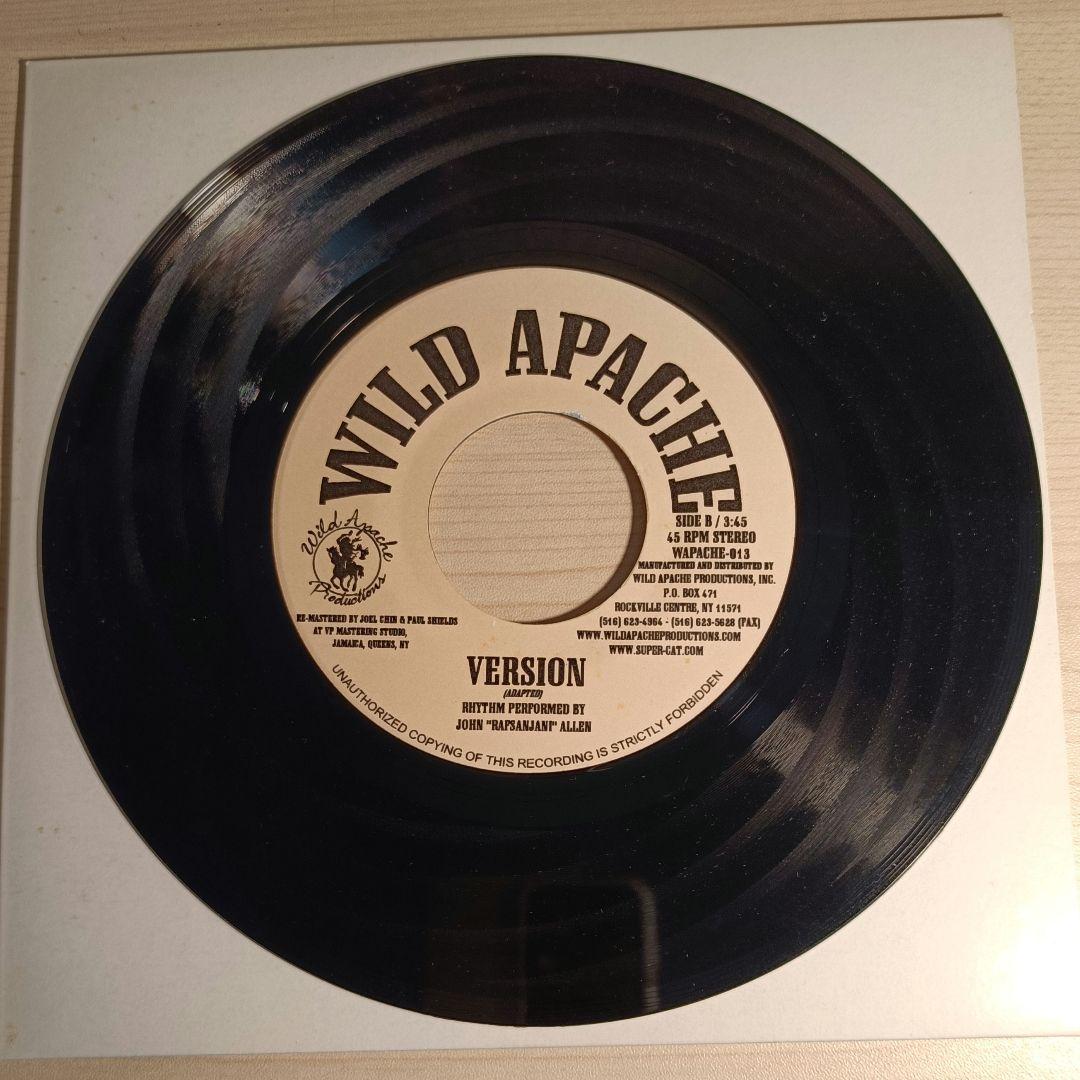 WILD APACHE
Wild Apache
Productions
SIDE B / 3:45
45 RPM STEREO
WAPACHE-013
MANUFACTURED AND DISTRIBUTED BY
WILD APACHE PRODUCTIONS, INC.
P.O. BOX 471
ROCKVILLE CENTRE, NY 11571
(516) 623-4964 - (516) 623-5628 (FAX)
WWW.WILDAPACHEPRODUCTIONS.COM
WWW.SUPER-CAT.COM
RE-MASTERED BY JOEL CHIN & PAUL SHIELDS
AT VP MASTERING STUDIO,
JAMAICA, QUEENS, NY
VERSION
(ADAPTED)
RHYTHM PERFORMED BY
JOHN "RAFSANJANI" ALLEN
UNAUTHORIZED COPYING OF THIS RECORDING IS STRICTLY FORBIDDEN